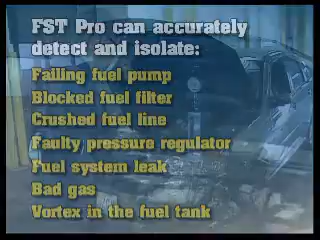 FST Pro can accurately
detect and isolate:
Failing fuel pump
Blocked fuel filter
Crushed fuel line
Faulty pressure regulator
Fuel system leak
Bad gas
Vortex in the fuel tank